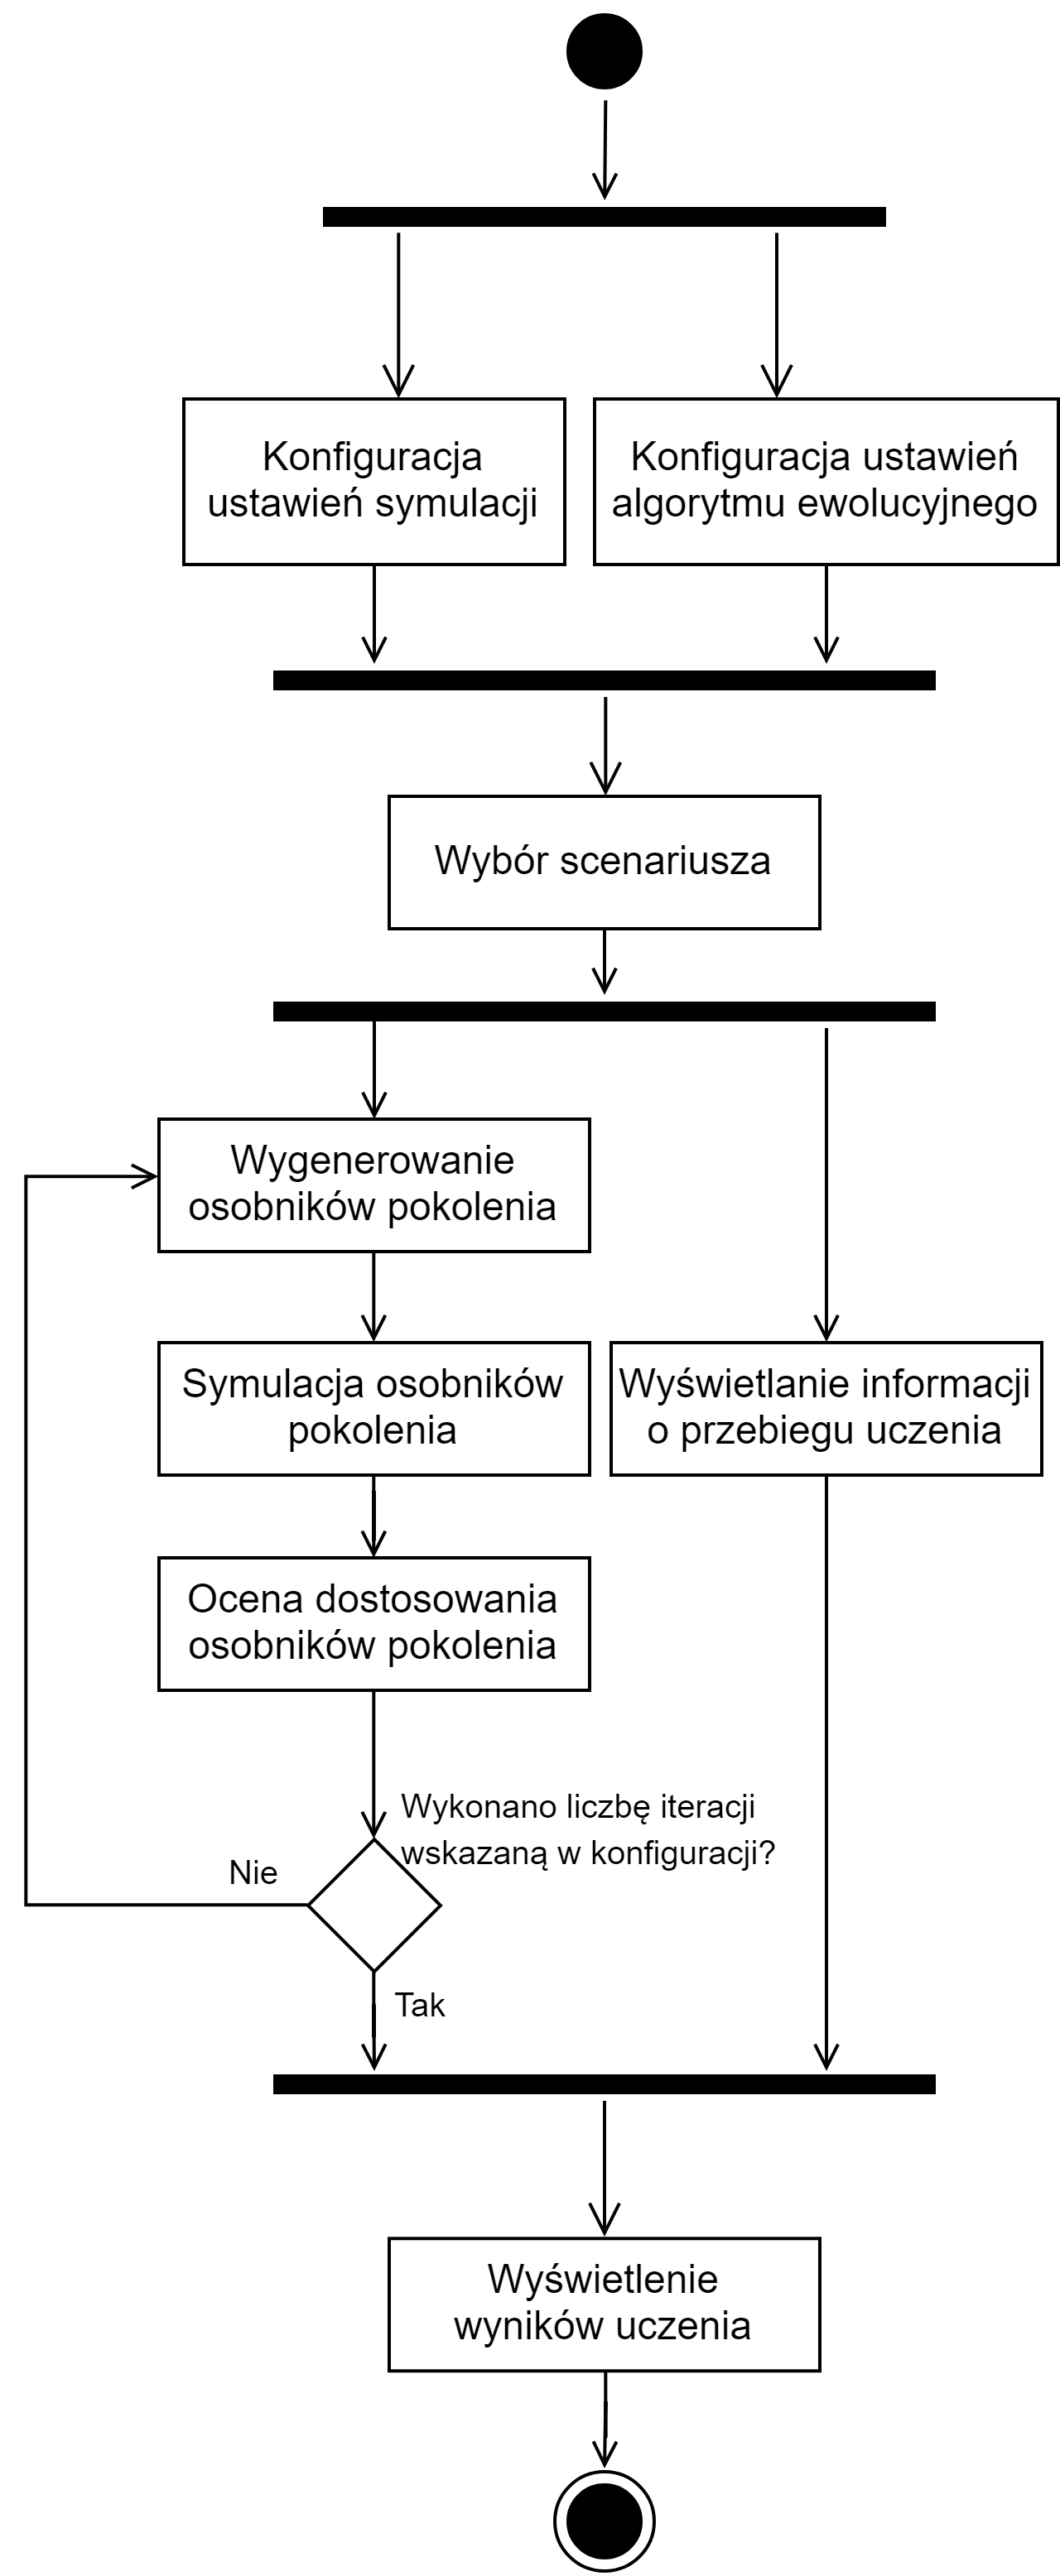 Konfiguracja
ustawień symulacji
Konfiguracja ustawień
algorytmu ewolucyjnego
Wybór scenariusza
Wygenerowanie
osobników pokolenia
Symulacja osobników
pokolenia
Wyświetlanie informacji
o przebiegu uczenia
Ocena dostosowania
osobników pokolenia
Wykonano liczbę iteracji
wskazaną w konfiguracji?
Nie
Tak
Wyświetlenie
wyników uczenia